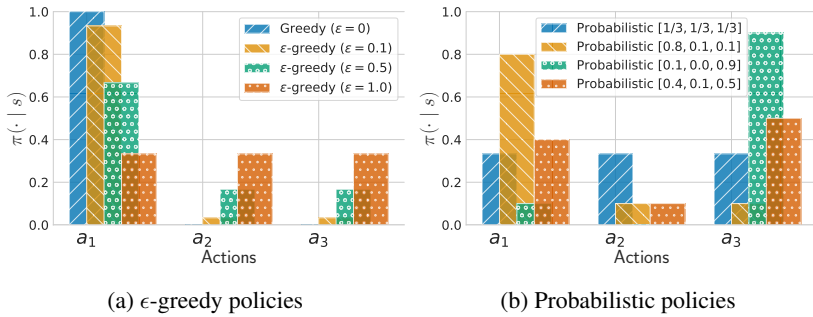 1.0
0.8
0.6
0.4
0.2
0.0
π(· | s)
Greedy (ε = 0)
ε-greedy (ε = 0.1)
ε-greedy (ε = 0.5)
ε-greedy (ε = 1.0)
a₁ a₂ a₃
Actions
(a) ϵ-greedy policies
1.0
0.8
0.6
0.4
0.2
0.0
π(· | s)
Probabilistic [1/3, 1/3, 1/3]
Probabilistic [0.8, 0.1, 0.1]
Probabilistic [0.1, 0.0, 0.9]
Probabilistic [0.4, 0.1, 0.5]
a₁ a₂ a₃
Actions
(b) Probabilistic policies